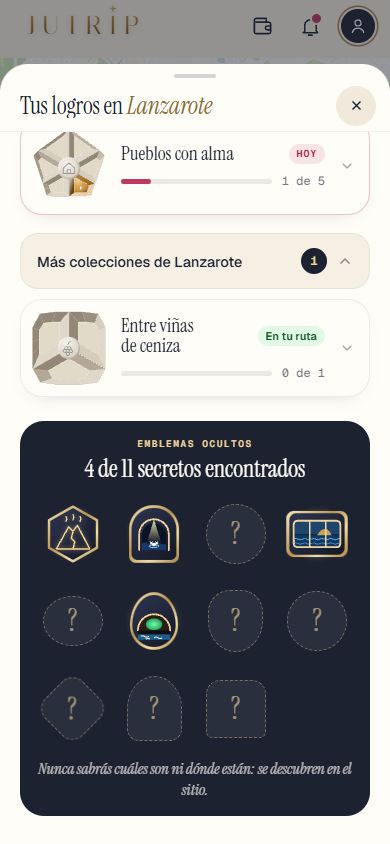 JUTRIP
Tus logros en Lanzarote
Pueblos con alma
HOY
1 de 5
Más colecciones de Lanzarote
1
Entre viñas
de ceniza
En tu ruta
0 de 1
EMBLEMAS OCULTOS
4 de 11 secretos encontrados
?
? ? ?
? ? ?
Nunca sabrás cuáles son ni dónde están: se descubren en el
sitio.